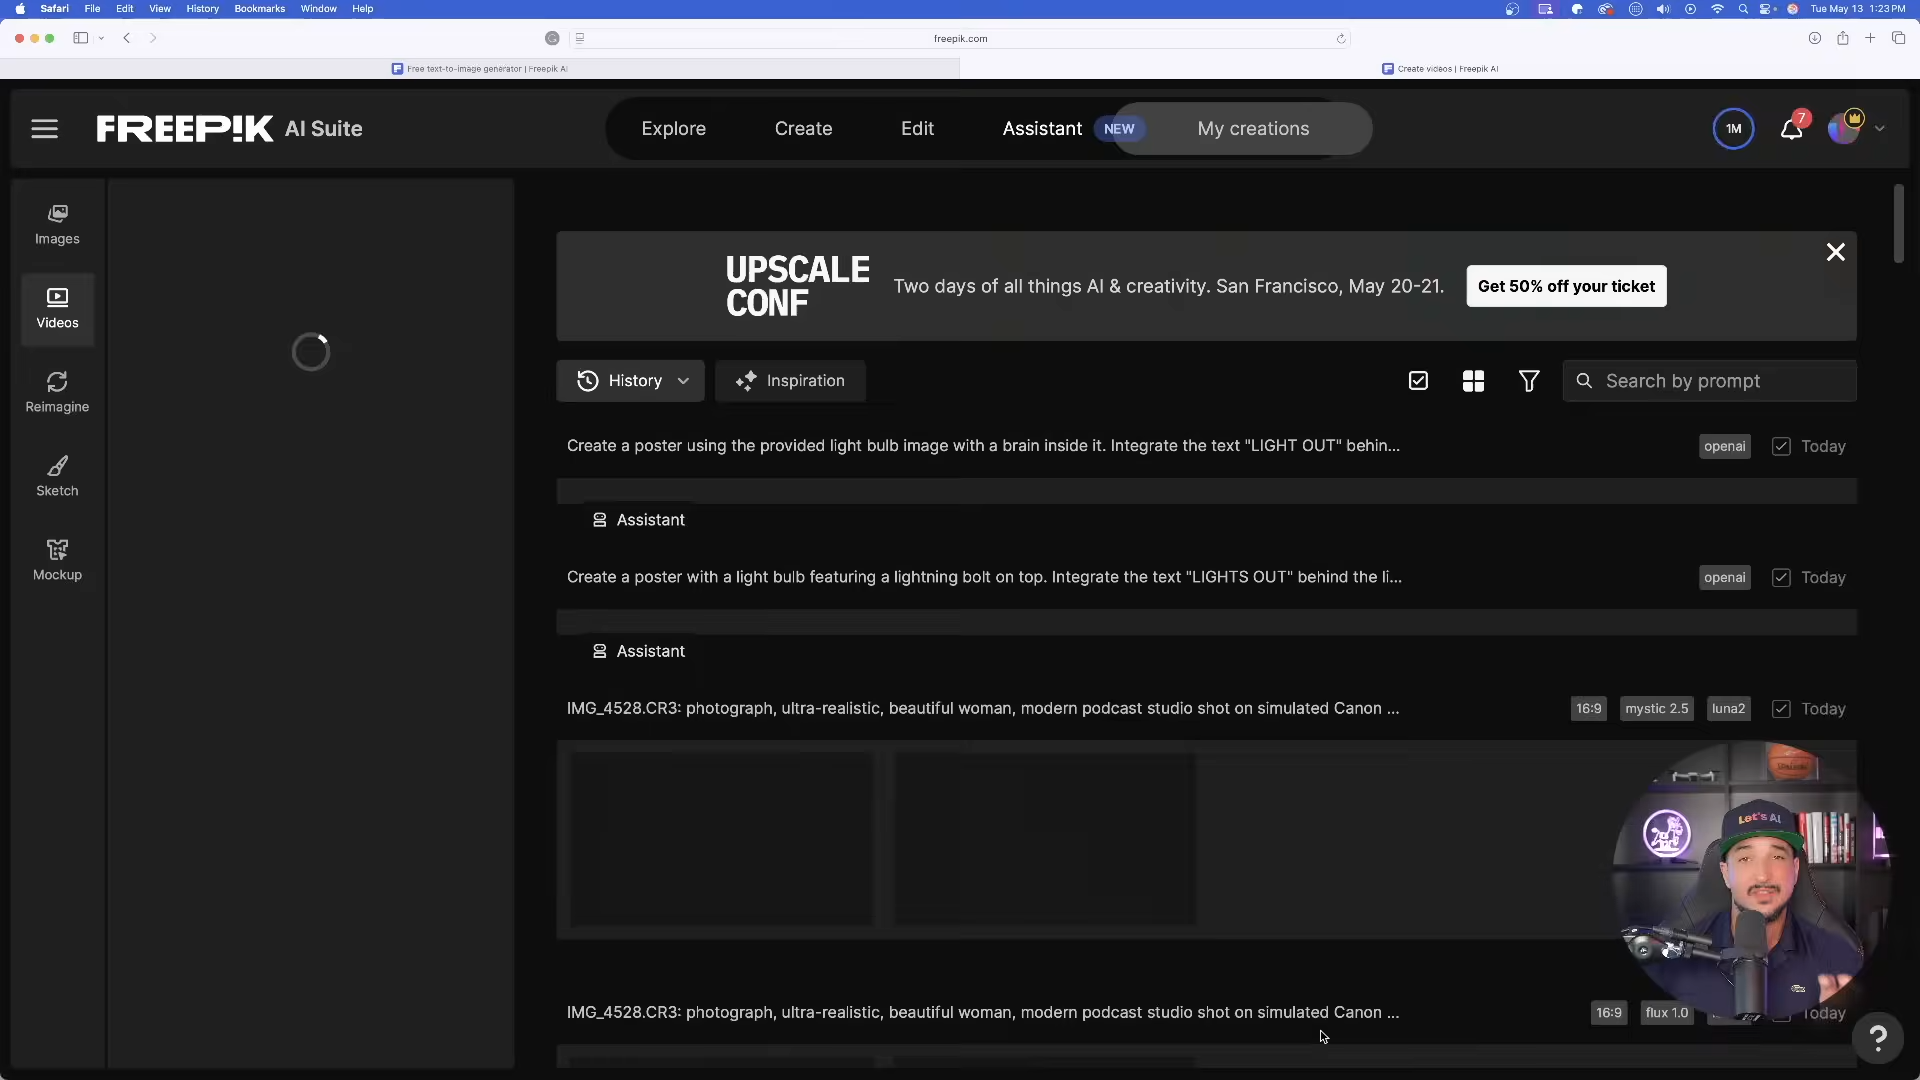 Safari File Edit View History Bookmarks Window Help
Tue May 13 1:23 PM
freepik.com
Free text-to-image generator | Freepik AI
Create videos | Freepik AI
FREEP!K AI Suite
Explore
Create
Edit
Assistant NEW
My creations
1M
7
Images
Videos
Reimagine
Sketch
Mockup
UPSCALE
CONF
Two days of all things AI & creativity. San Francisco, May 20-21.
Get 50% off your ticket
History
Inspiration
Search by prompt
Create a poster using the provided light bulb image with a brain inside it. Integrate the text "LIGHT OUT" behin...
openai
Today
Assistant
Create a poster with a light bulb featuring a lightning bolt on top. Integrate the text "LIGHTS OUT" behind the li...
openai
Today
Assistant
IMG_4528.CR3: photograph, ultra-realistic, beautiful woman, modern podcast studio shot on simulated Canon ...
16:9
mystic 2.5
luna2
Today
Let's AI
IMG_4528.CR3: photograph, ultra-realistic, beautiful woman, modern podcast studio shot on simulated Canon ...
16:9
flux 1.0
Today
?